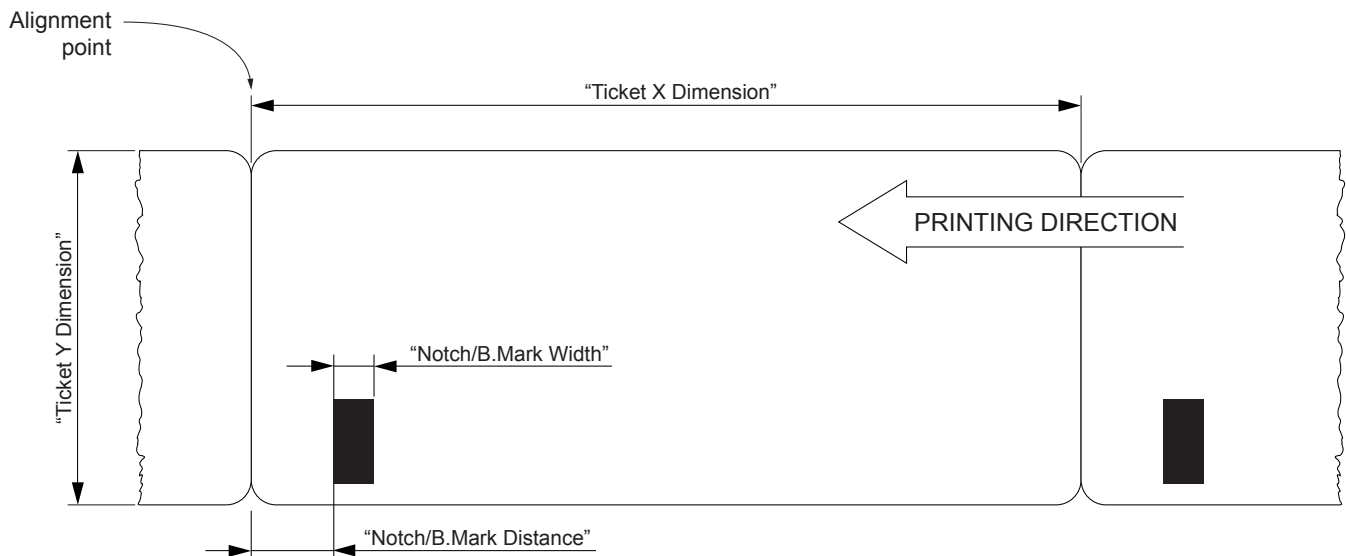 Alignment
point
“Ticket X Dimension”
PRINTING DIRECTION
“Ticket Y Dimension”
“Notch/B.Mark Width”
“Notch/B.Mark Distance”